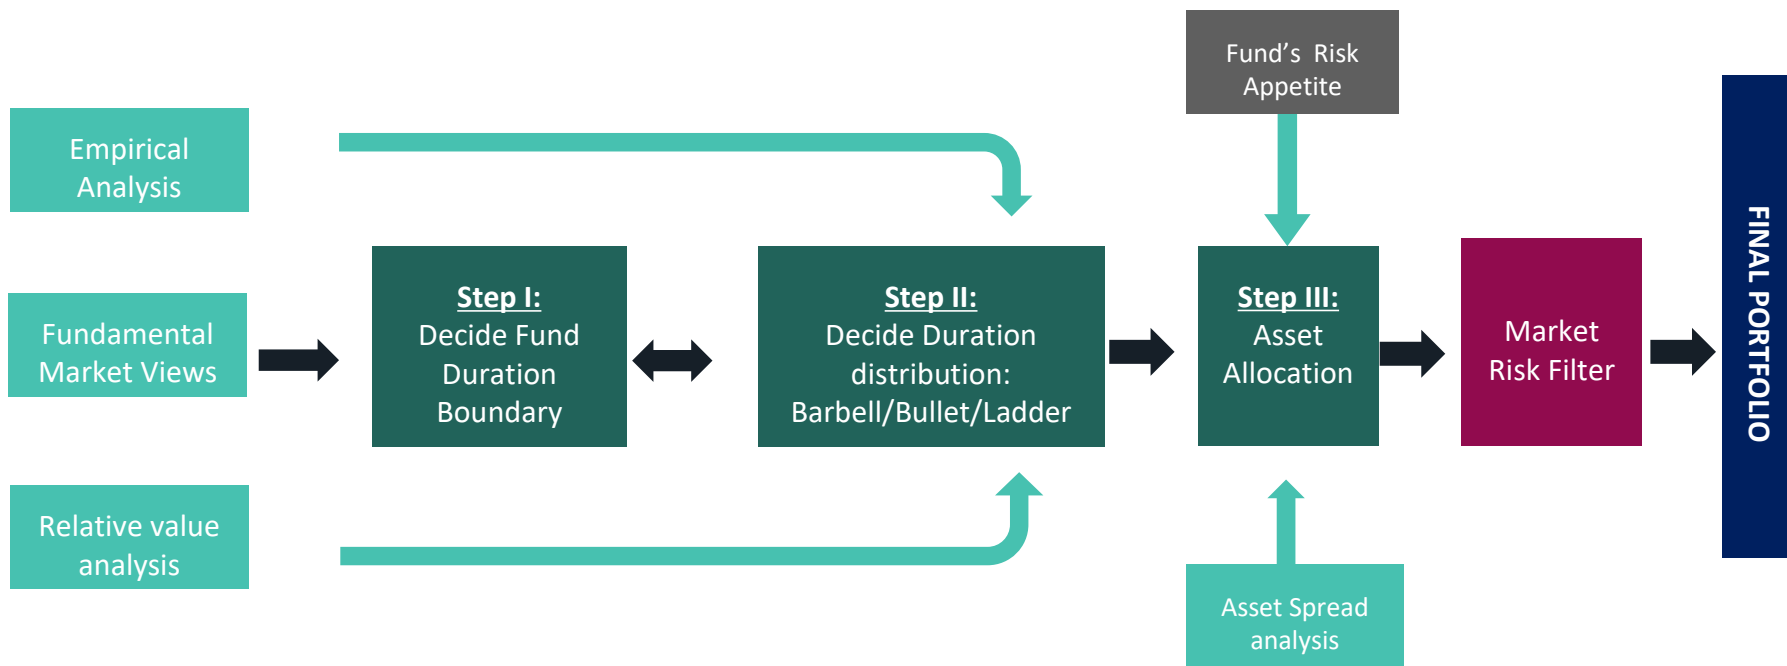 Fund’s Risk
Appetite
Empirical
Analysis
Fundamental
Market Views
Relative value
analysis
Step I:
Decide Fund
Duration
Boundary
Step II:
Decide Duration
distribution:
Barbell/Bullet/Ladder
Step III:
Asset
Allocation
Asset Spread
analysis
Market
Risk Filter
FINAL PORTFOLIO